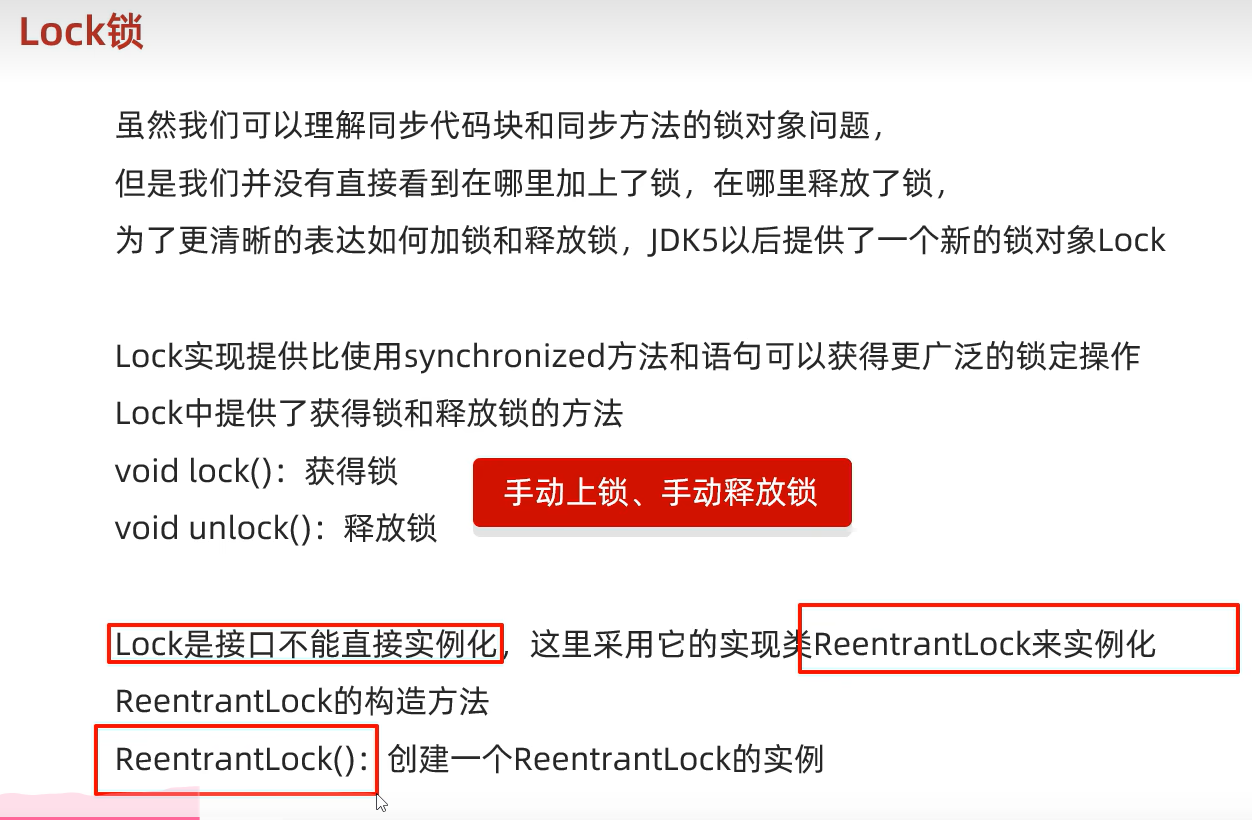 Lock锁
虽然我们可以理解同步代码块和同步方法的锁对象问题，
但是我们并没有直接看到在哪里加上了锁，在哪里释放了锁，
为了更清晰的表达如何加锁和释放锁，JDK5以后提供了一个新的锁对象Lock
Lock实现提供比使用synchronized方法和语句可以获得更广泛的锁定操作
Lock中提供了获得锁和释放锁的方法
void lock()：获得锁
void unlock()：释放锁
手动上锁、手动释放锁
Lock是接口不能直接实例化，这里采用它的实现类ReentrantLock来实例化
ReentrantLock的构造方法
ReentrantLock()：创建一个ReentrantLock的实例